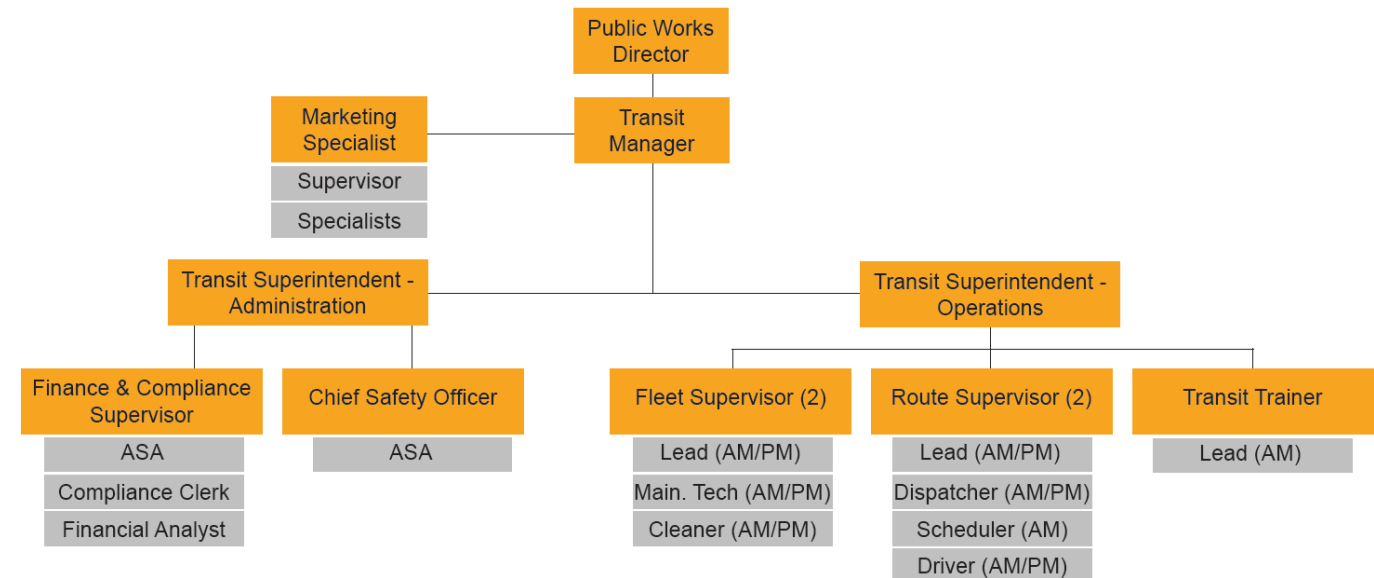 Public Works
Director
Marketing
Specialist
Transit
Manager
Supervisor
Specialists
Transit Superintendent -
Administration
Transit Superintendent -
Operations
Finance & Compliance
Supervisor
Chief Safety Officer
Fleet Supervisor (2)
Route Supervisor (2)
Transit Trainer
ASA
ASA
Lead (AM/PM)
Lead (AM/PM)
Lead (AM)
Compliance Clerk
Main. Tech (AM/PM)
Dispatcher (AM/PM)
Financial Analyst
Cleaner (AM/PM)
Scheduler (AM)
Driver (AM/PM)